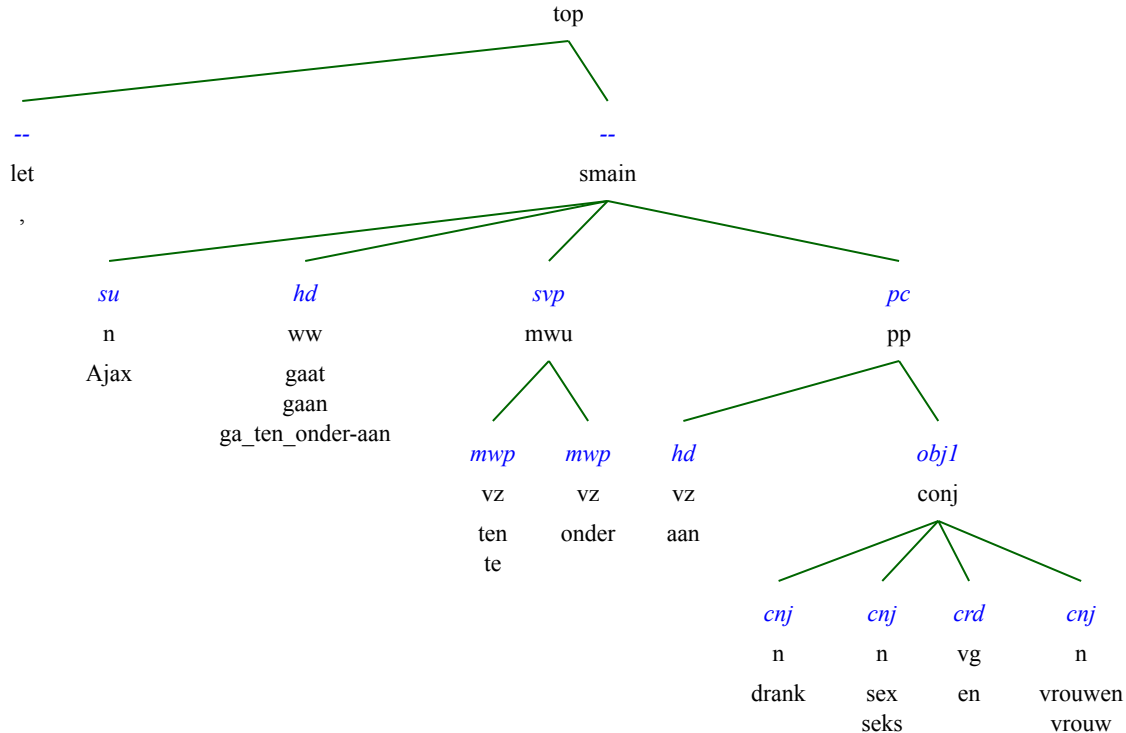 top
-- --
let smain
,
su hd svp pc
n ww mwu pp
Ajax gaat
gaan
ga_ten_onder-aan
mwp mwp hd obj1
vz vz vz conj
ten onder aan
te
cnj cnj crd cnj
n n vg n
drank sex en vrouwen
seks vrouw